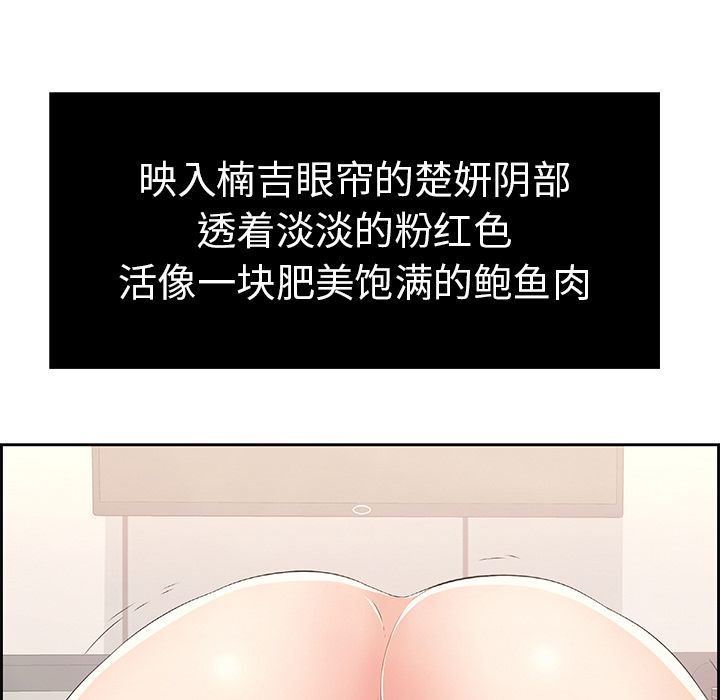 映入楠吉眼帘的楚妍阴部
透着淡淡的粉红色
活像一块肥美饱满的鲍鱼肉